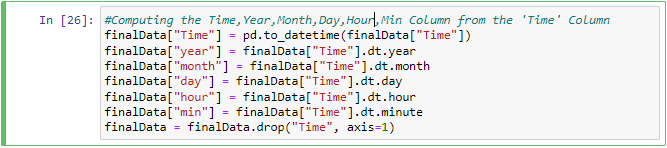 In [26]:
#Computing the Time,Year,Month,Day,Hour,Min Column from the 'Time' Column
finalData["Time"] = pd.to_datetime(finalData["Time"])
finalData["year"] = finalData["Time"].dt.year
finalData["month"] = finalData["Time"].dt.month
finalData["day"] = finalData["Time"].dt.day
finalData["hour"] = finalData["Time"].dt.hour
finalData["min"] = finalData["Time"].dt.minute
finalData = finalData.drop("Time", axis=1)